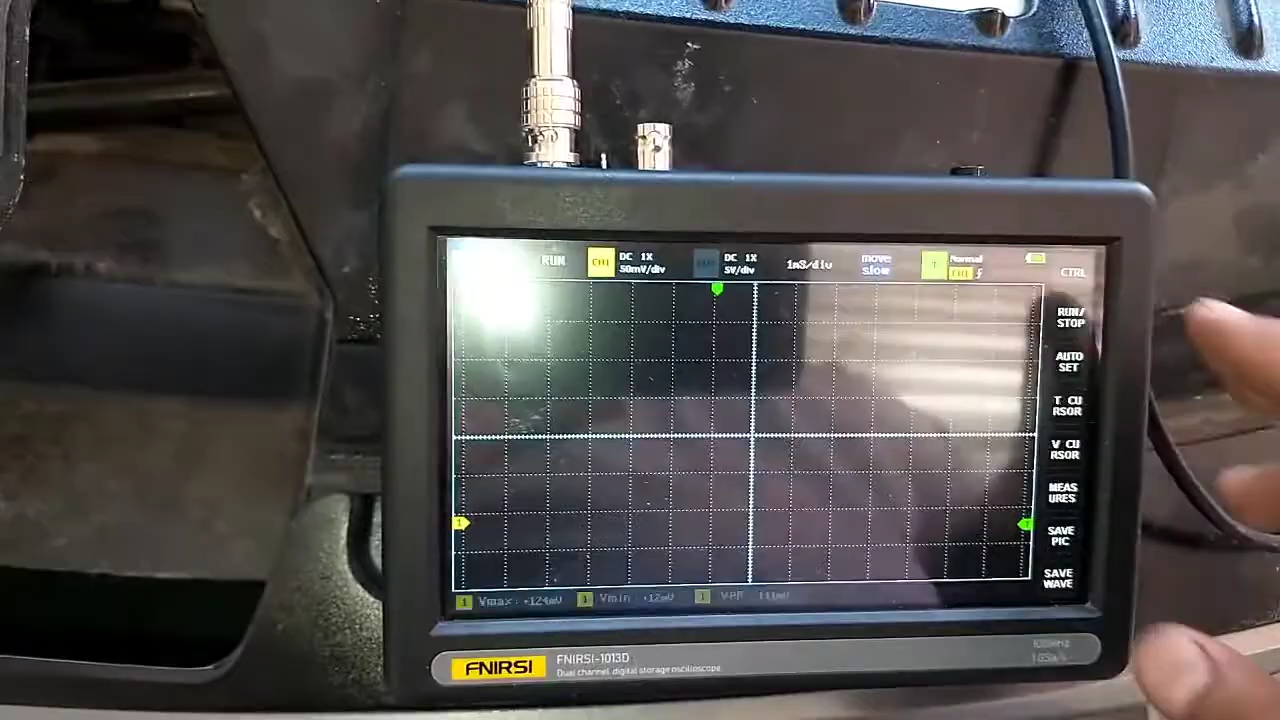 RUN
CH1
DC 1X
50mV/div
DC 1X
5V/div
1mS/div
move
slow
T
Normal
CH1
CTRL
RUN/
STOP
AUTO
SET
T CU
RSOR
V CU
RSOR
MEAS
URES
SAVE
PIC
SAVE
WAVE
1
1 Vmax: +124mV
1 Vmin +12mV
1 VPP 111mV
FNIRSI
FNIRSI-1013D
Dual channel digital storage oscilloscope